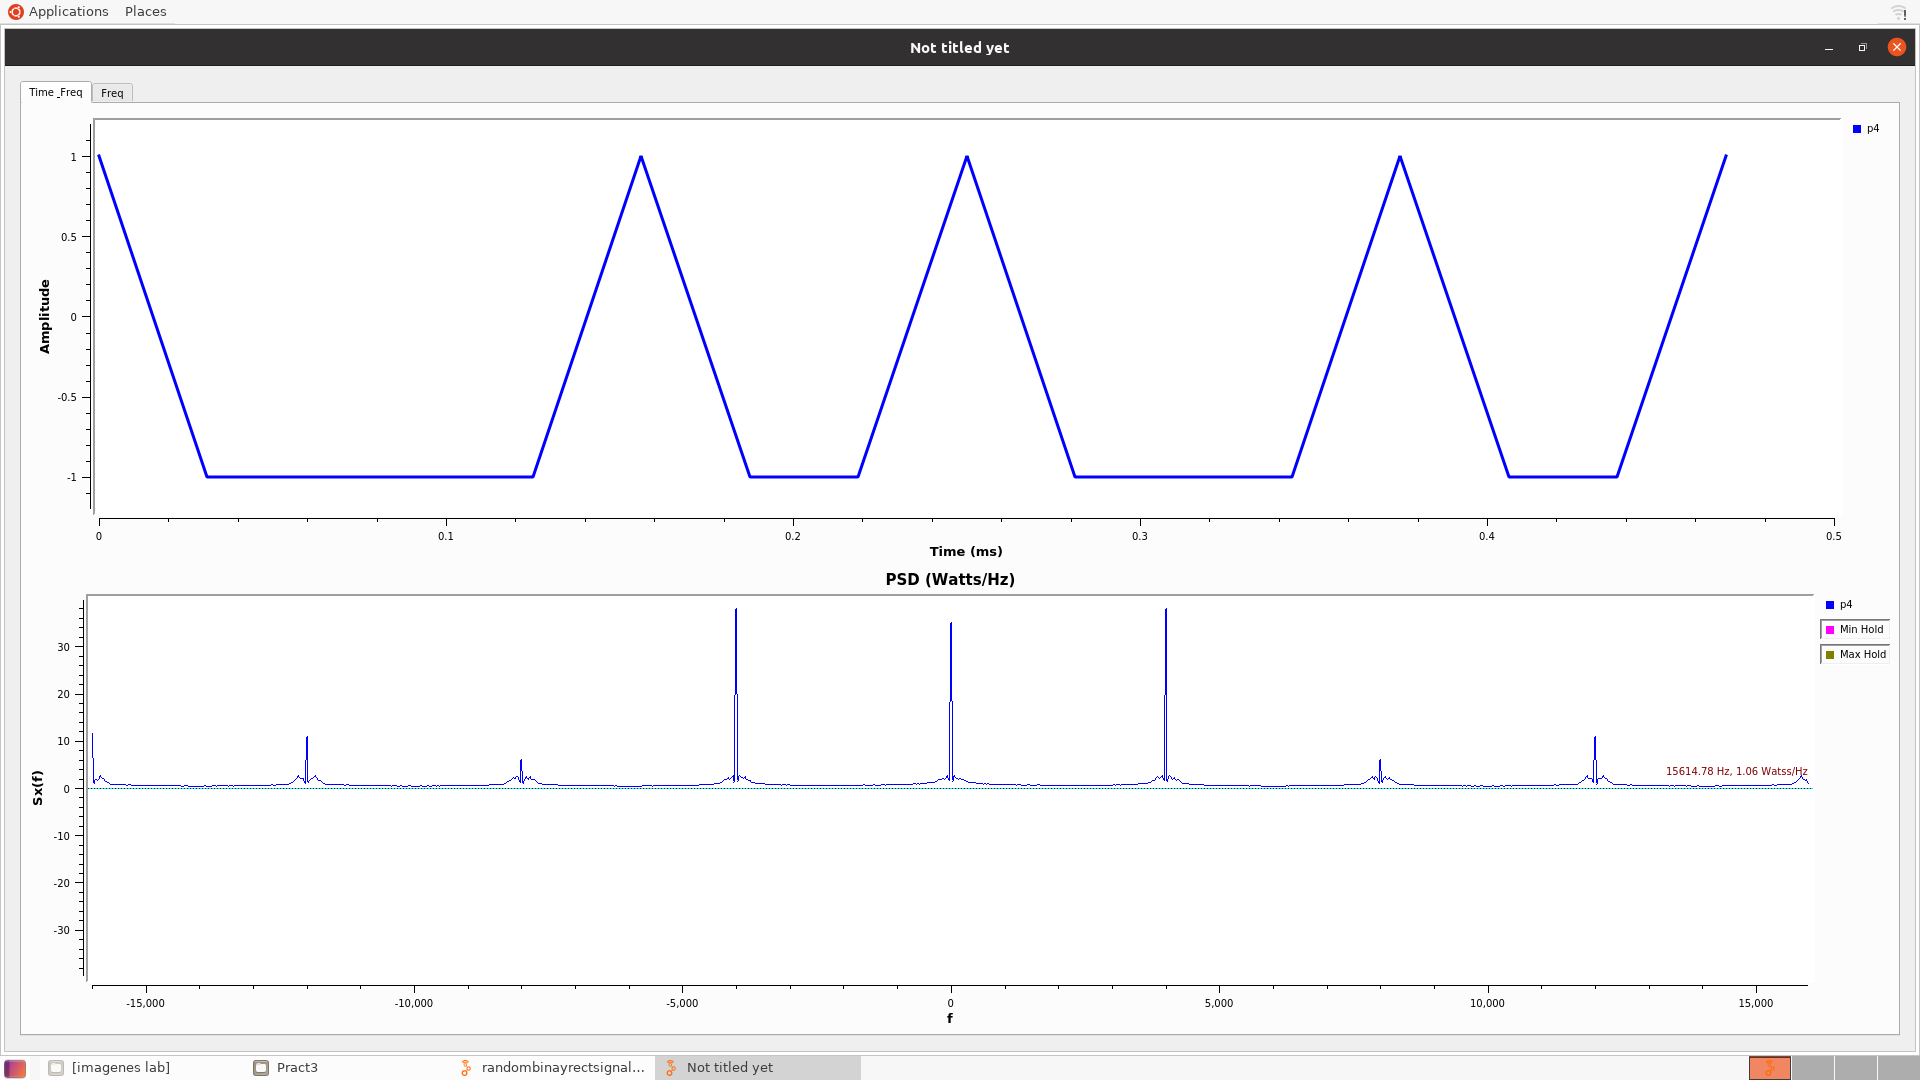 Applications Places
Not titled yet
Time _Freq Freq
p4
1
0.5
0
-0.5
-1
Amplitude
0 0.1 0.2 0.3 0.4 0.5
Time (ms)
PSD (Watts/Hz)
p4
Min Hold
Max Hold
30
20
10
0
-10
-20
-30
Sx(f)
15614.78 Hz, 1.06 Watss/Hz
-15,000 -10,000 -5,000 0 5,000 10,000 15,000
f
[imagenes lab] Pract3 randombinayrectsignal... Not titled yet